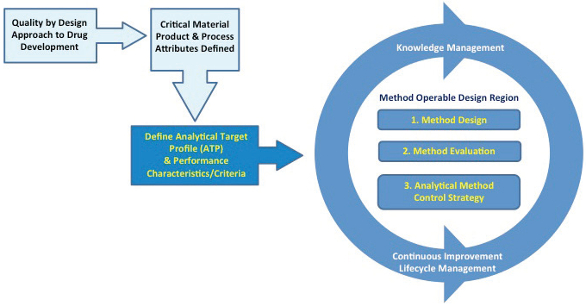 Quality by Design
Approach to Drug
Development
Critical Material
Product & Process
Attributes Defined
Define Analytical Target
Profile (ATP)
& Performance
Characteristics/Criteria
Knowledge Management
Method Operable Design Region
1. Method Design
2. Method Evaluation
3. Analytical Method
Control Strategy
Continuous Improvement
Lifecycle Management